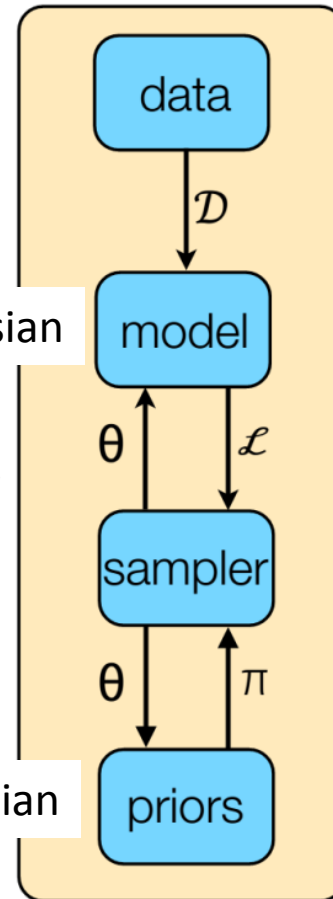 data
𝒟
sian model
θ ℒ
sampler
θ π
ian priors